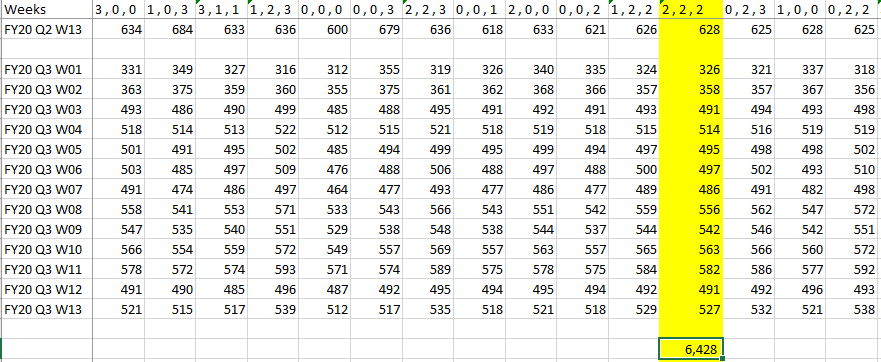 Weeks 3,0,0 1,0,3 3,1,1 1,2,3 0,0,0 0,0,3 2,2,3 0,0,1 2,0,0 0,0,2 1,2,2 2,2,2 0,2,3 1,0,0 0,2,2
FY20 Q2 W13 634 684 633 636 600 679 636 618 633 621 626 628 625 628 625
FY20 Q3 W01 331 349 327 316 312 355 319 326 340 335 324 326 321 337 318
FY20 Q3 W02 363 375 359 360 355 375 361 362 368 366 357 358 357 367 356
FY20 Q3 W03 493 486 490 499 485 488 495 491 492 491 493 491 494 493 498
FY20 Q3 W04 518 514 513 522 512 515 521 518 519 518 515 514 516 519 519
FY20 Q3 W05 501 491 495 502 485 494 499 495 499 494 497 495 498 498 502
FY20 Q3 W06 503 485 497 509 476 488 506 488 497 488 500 497 502 493 510
FY20 Q3 W07 491 474 486 497 464 477 493 477 486 477 489 486 491 482 498
FY20 Q3 W08 558 541 553 571 533 543 566 543 551 542 559 556 562 547 572
FY20 Q3 W09 547 535 540 551 529 538 548 538 544 537 544 542 546 542 551
FY20 Q3 W10 566 554 559 572 549 557 569 557 563 557 565 563 566 560 572
FY20 Q3 W11 578 572 574 593 571 574 589 575 578 575 584 582 586 577 592
FY20 Q3 W12 491 490 485 496 487 492 495 494 495 494 492 491 492 496 493
FY20 Q3 W13 521 515 517 539 512 517 535 518 521 518 529 527 532 521 538
6,428